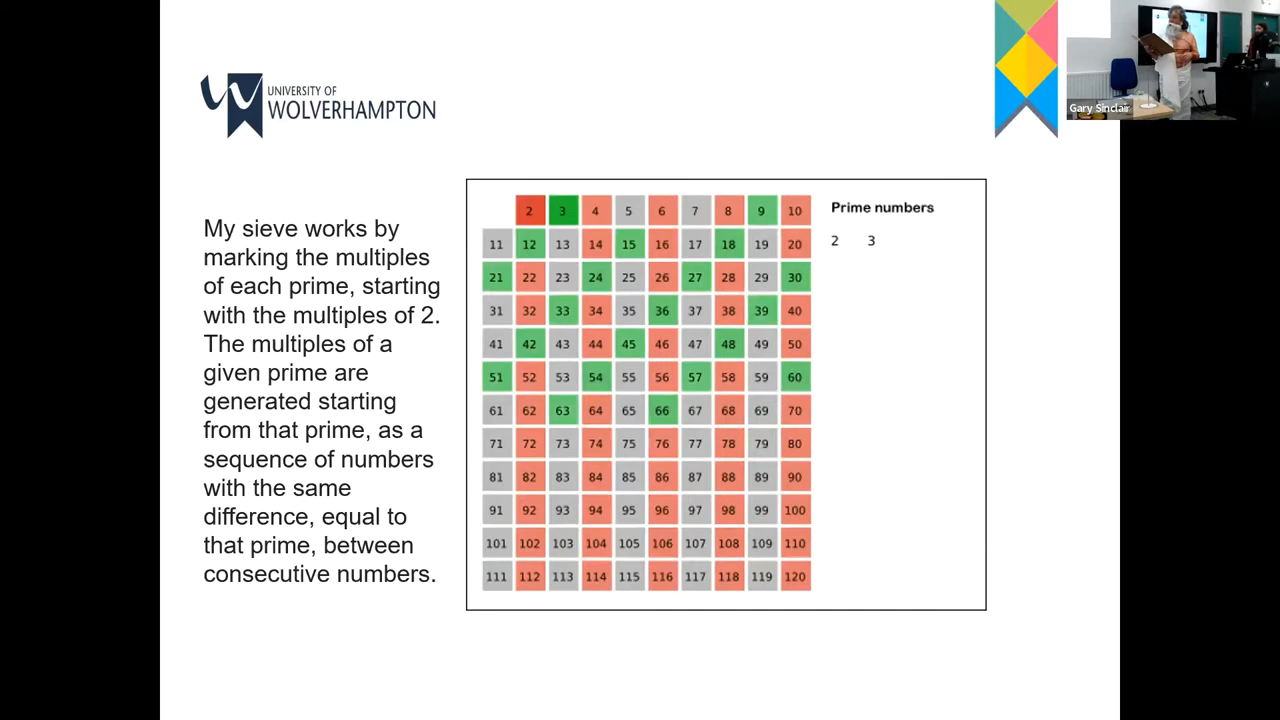 UNIVERSITY OF
WOLVERHAMPTON
Gary Sinclair
My sieve works by
marking the multiples
of each prime, starting
with the multiples of 2.
The multiples of a
given prime are
generated starting
from that prime, as a
sequence of numbers
with the same
difference, equal to
that prime, between
consecutive numbers.
2 3 4 5 6 7 8 9 10
11 12 13 14 15 16 17 18 19 20
21 22 23 24 25 26 27 28 29 30
31 32 33 34 35 36 37 38 39 40
41 42 43 44 45 46 47 48 49 50
51 52 53 54 55 56 57 58 59 60
61 62 63 64 65 66 67 68 69 70
71 72 73 74 75 76 77 78 79 80
81 82 83 84 85 86 87 88 89 90
91 92 93 94 95 96 97 98 99 100
101 102 103 104 105 106 107 108 109 110
111 112 113 114 115 116 117 118 119 120
Prime numbers
2 3